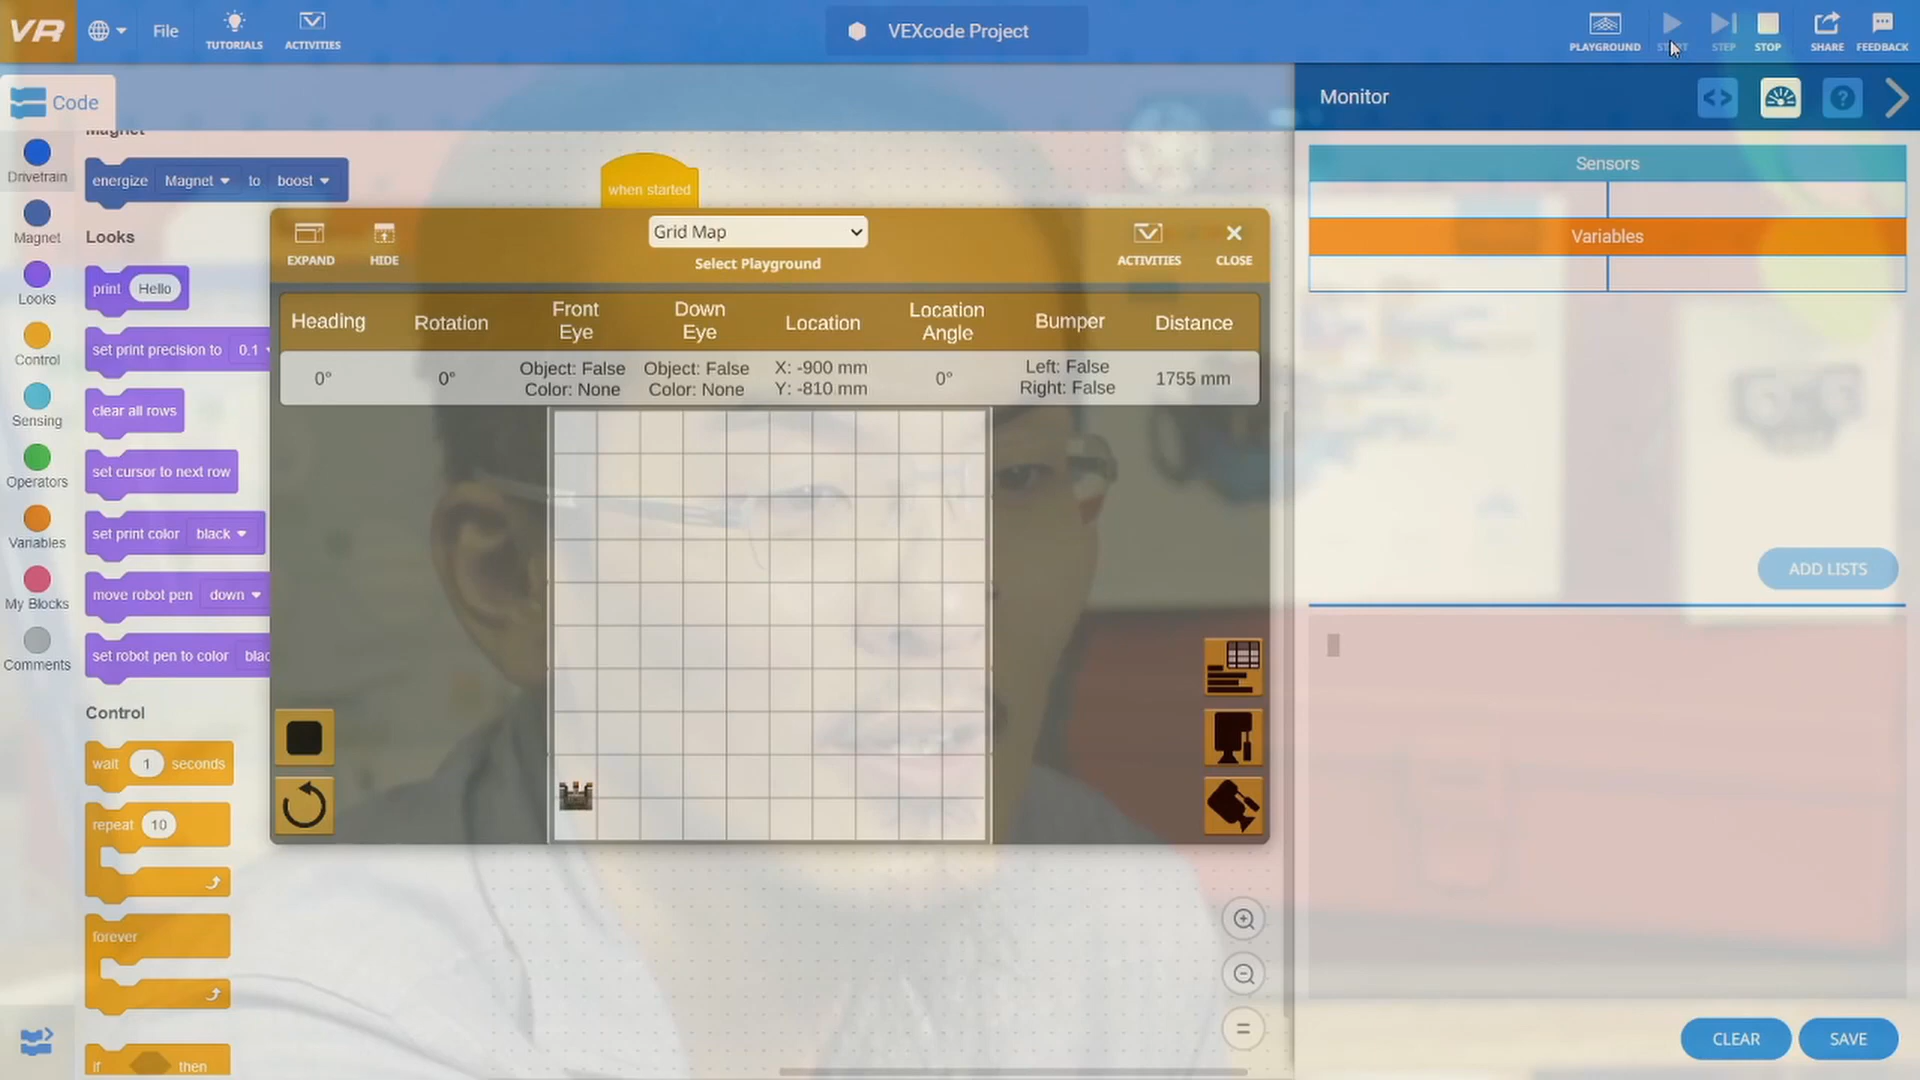 VR
File
TUTORIALS
ACTIVITIES
VEXcode Project
PLAYGROUND
START
STEP
STOP
SHARE
FEEDBACK
Code
Monitor
Drivetrain
Magnet
Looks
Control
Sensing
Operators
Variables
My Blocks
Comments
Magnet
energize Magnet to boost
Looks
print Hello
set print precision to 0.1
clear all rows
set cursor to next row
set print color black
move robot pen down
set robot pen to color blac
Control
wait 1 seconds
repeat 10
forever
if then
when started
EXPAND
HIDE
Grid Map
Select Playground
ACTIVITIES
CLOSE
Heading Rotation Front Eye Down Eye Location Location Angle Bumper Distance
0° 0° Object: False Object: False X: -900 mm 0° Left: False 1755 mm
Color: None Color: None Y: -810 mm Right: False
Sensors
Variables
ADD LISTS
CLEAR
SAVE